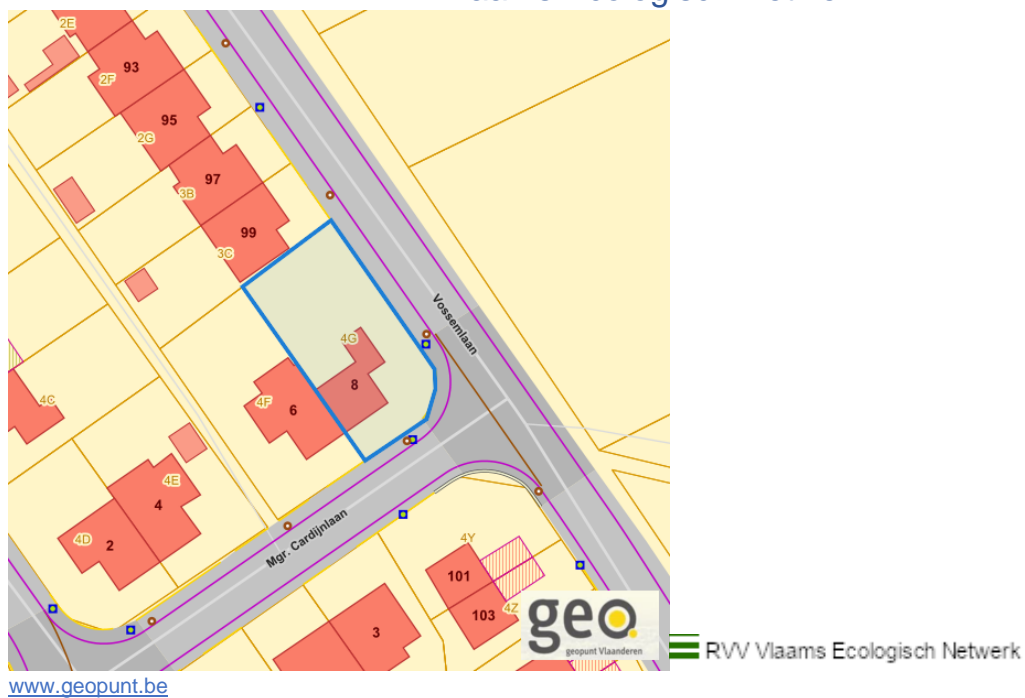 2E
93
2F
95
2G
97
3B
99
3C
Vossemlaan
4G
8
4F
6
4C
4E
4
4D
2
Mgr. Cardijnlaan
4Y
101
4Z
103
3
geo
geopunt Vlaanderen
RVV Vlaams Ecologisch Netwerk
www.geopunt.be